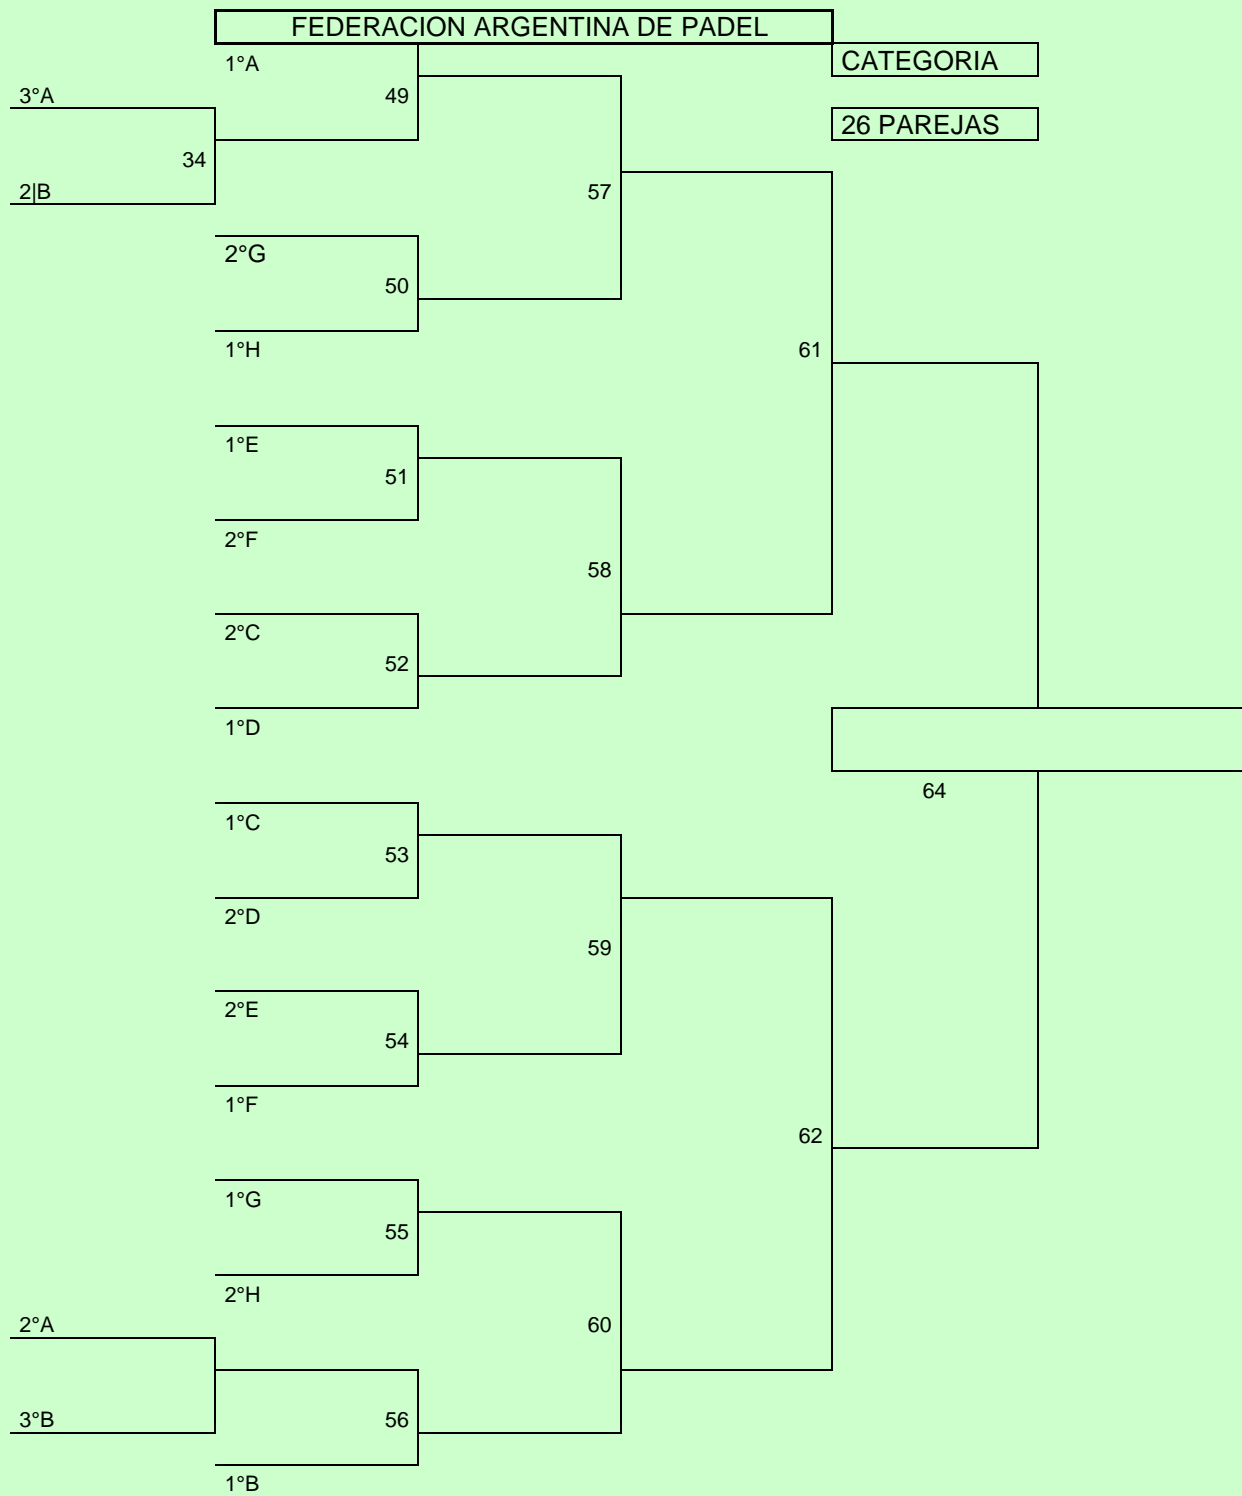 FEDERACION ARGENTINA DE PADEL
1°A
CATEGORIA
3°A
49
26 PAREJAS
34
2|B
57
2°G
50
1°H
61
1°E
51
2°F
58
2°C
52
1°D
64
1°C
53
2°D
59
2°E
54
1°F
62
1°G
55
2°H
2°A
60
3°B
56
1°B